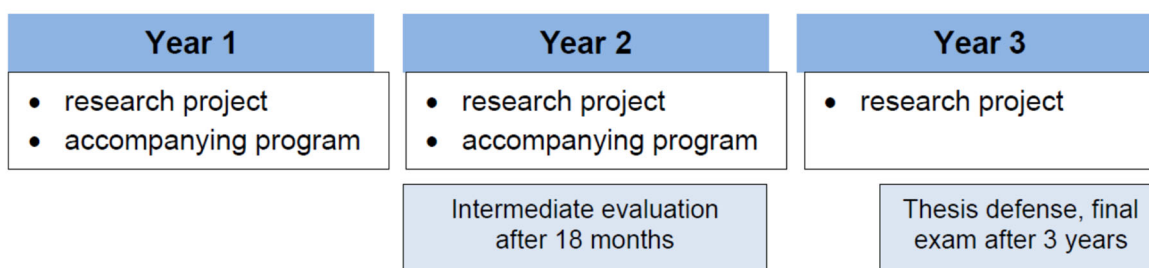 Year 1
Year 2
Year 3
• research project
• accompanying program
• research project
• accompanying program
• research project
Intermediate evaluation
after 18 months
Thesis defense, final
exam after 3 years